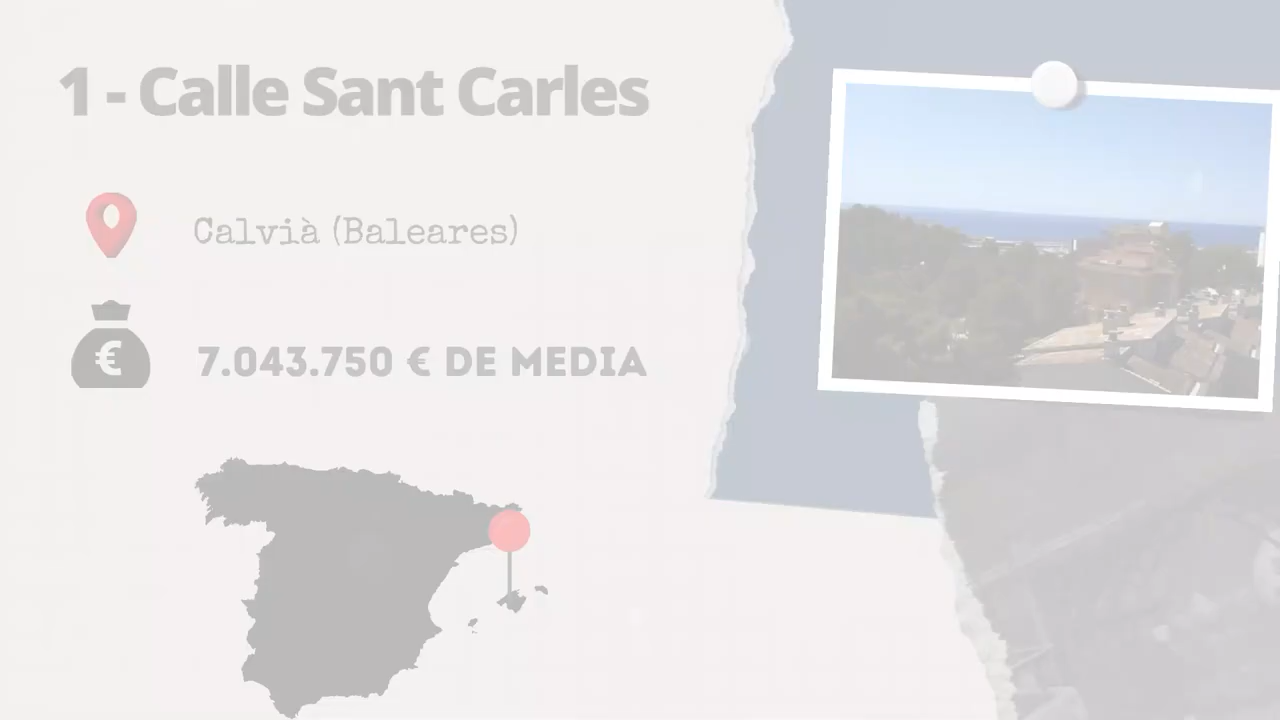 1 - Calle Sant Carles
Calvià (Baleares)
€
7.043.750 € DE MEDIA